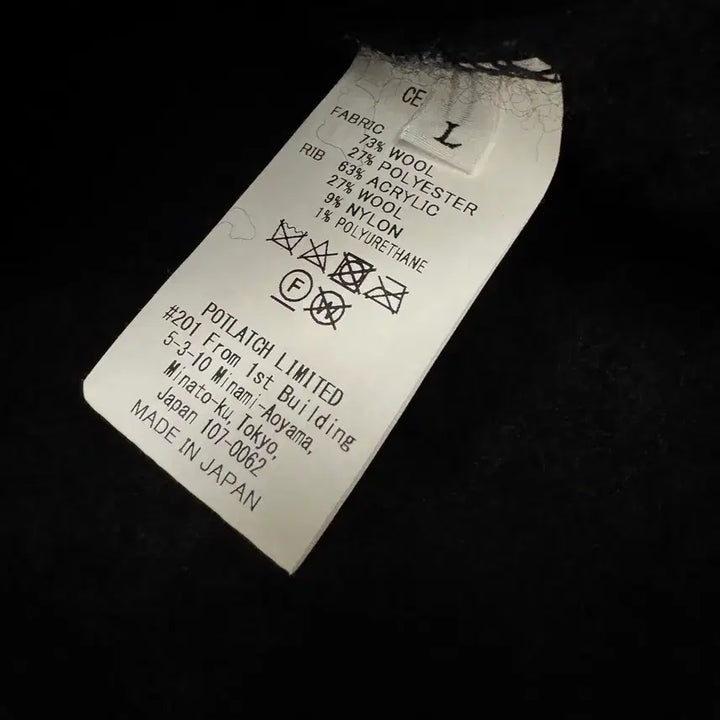 CE
L
FABRIC
73% WOOL
27% POLYESTER
RIB 63% ACRYLIC
27% WOOL
9% NYLON
1% POLYURETHANE
F
W
POTLATCH LIMITED
#201 From 1st Building
5-3-10 Minami-Aoyama,
Minato-ku, Tokyo,
Japan 107-0062
MADE IN JAPAN